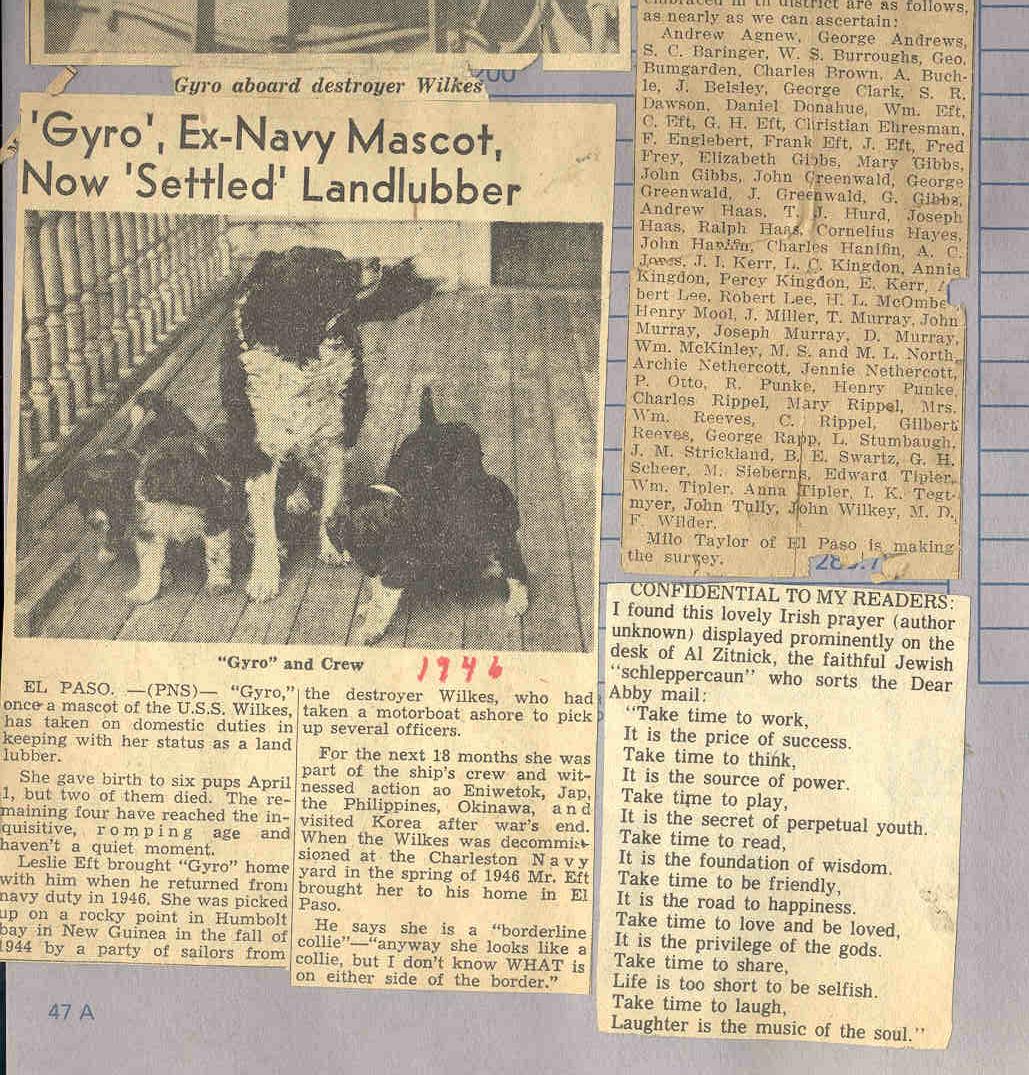 Gyro aboard destroyer Wilkes
200
'Gyro', Ex-Navy Mascot,
Now 'Settled' Landlubber
"Gyro" and Crew
1946
EL PASO. —(PNS)— "Gyro,"
once a mascot of the U.S.S. Wilkes,
has taken on domestic duties in
keeping with her status as a land
lubber.
She gave birth to six pups April
1, but two of them died. The re-
maining four have reached the in-
quisitive, romping age and
haven't a quiet moment.
Leslie Eft brought "Gyro" home
with him when he returned from
navy duty in 1946. She was picked
up on a rocky point in Humbolt
bay in New Guinea in the fall of
1944 by a party of sailors from
the destroyer Wilkes, who had
taken a motorboat ashore to pick
up several officers.
For the next 18 months she was
part of the ship's crew and wit-
nessed action ao Eniwetok, Jap,
the Philippines, Okinawa, and
visited Korea after war's end.
When the Wilkes was decommis-
sioned at the Charleston Navy
yard in the spring of 1946 Mr. Eft
brought her to his home in El
Paso.
He says she is a "borderline
collie"—"anyway she looks like a
collie, but I don't know WHAT is
on either side of the border."
47 A
embraced in th district are as follows,
as nearly as we can ascertain:
Andrew Agnew, George Andrews,
S. C. Baringer, W. S. Burroughs, Geo.
Bumgarden, Charles Brown, A. Buch-
le, J. Belsley, George Clark, S. R.
Dawson, Daniel Donahue, Wm. Eft,
C. Eft, G. H. Eft, Christian Ehresman,
F. Englebert, Frank Eft, J. Eft, Fred
Frey, Elizabeth Gibbs, Mary Gibbs,
John Gibbs, John Greenwald, George
Greenwald, J. Greenwald, G. Gibbs,
Andrew Haas, T. J. Hurd, Joseph
Haas, Ralph Haas, Cornelius Hayes,
John Hanifin, Charles Hanifin, A. C.
Jones, J. I. Kerr, L. C. Kingdon, Annie
Kingdon, Percy Kingdon, E. Kerr,
bert Lee, Robert Lee, H. L. McOmbe
Henry Mool, J. Miller, T. Murray, John
Murray, Joseph Murray, D. Murray,
Wm. McKinley, M. S. and M. L. North,
Archie Nethercott, Jennie Nethercott,
P. Otto, R. Punke, Henry Punke,
Charles Rippel, Mary Rippel, Mrs.
Wm. Reeves, C. Rippel, Gilbert
Reeves, George Rapp, L. Stumbaugh,
J. M. Strickland, B. E. Swartz, G. H.
Scheer, M. Sieberns, Edward Tipler,
Wm. Tipler, Anna Tipler, I. K. Tegt-
myer, John Tully, John Wilkey, M. D.
F. Wilder.
Milo Taylor of El Paso is making
the survey.
CONFIDENTIAL TO MY READERS:
I found this lovely Irish prayer (author
unknown) displayed prominently on the
desk of Al Zitnick, the faithful Jewish
"schleppercaun" who sorts the Dear
Abby mail:
"Take time to work,
It is the price of success.
Take time to think,
It is the source of power.
Take time to play,
It is the secret of perpetual youth.
Take time to read,
It is the foundation of wisdom.
Take time to be friendly,
It is the road to happiness.
Take time to love and be loved,
It is the privilege of the gods.
Take time to share,
Life is too short to be selfish.
Take time to laugh,
Laughter is the music of the soul."